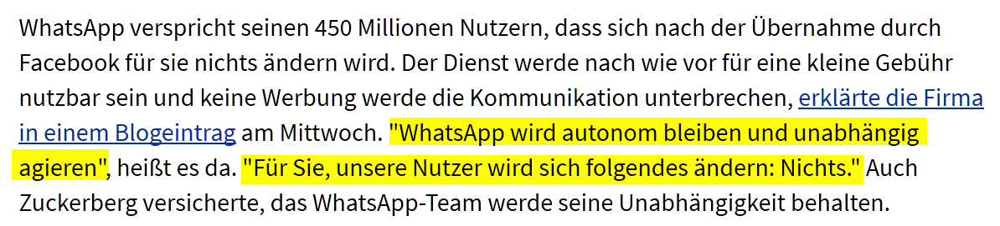 WhatsApp verspricht seinen 450 Millionen Nutzern, dass sich nach der Übernahme durch
Facebook für sie nichts ändern wird. Der Dienst werde nach wie vor für eine kleine Gebühr
nutzbar sein und keine Werbung werde die Kommunikation unterbrechen, erklärte die Firma
in einem Blogeintrag am Mittwoch. "WhatsApp wird autonom bleiben und unabhängig
agieren", heißt es da. "Für Sie, unsere Nutzer wird sich folgendes ändern: Nichts." Auch
Zuckerberg versicherte, das WhatsApp-Team werde seine Unabhängigkeit behalten.